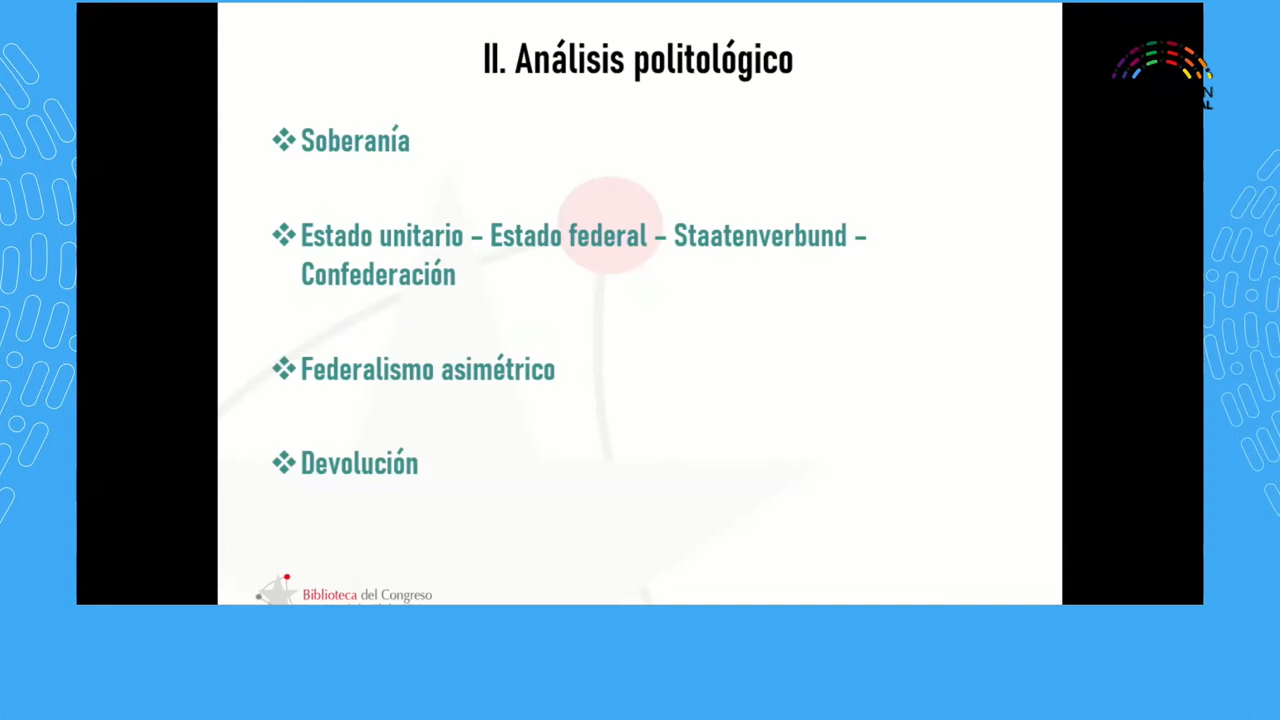 II. Análisis politológico
Soberanía
Estado unitario – Estado federal – Staatenverbund –
Confederación
Federalismo asimétrico
Devolución
Biblioteca del Congreso